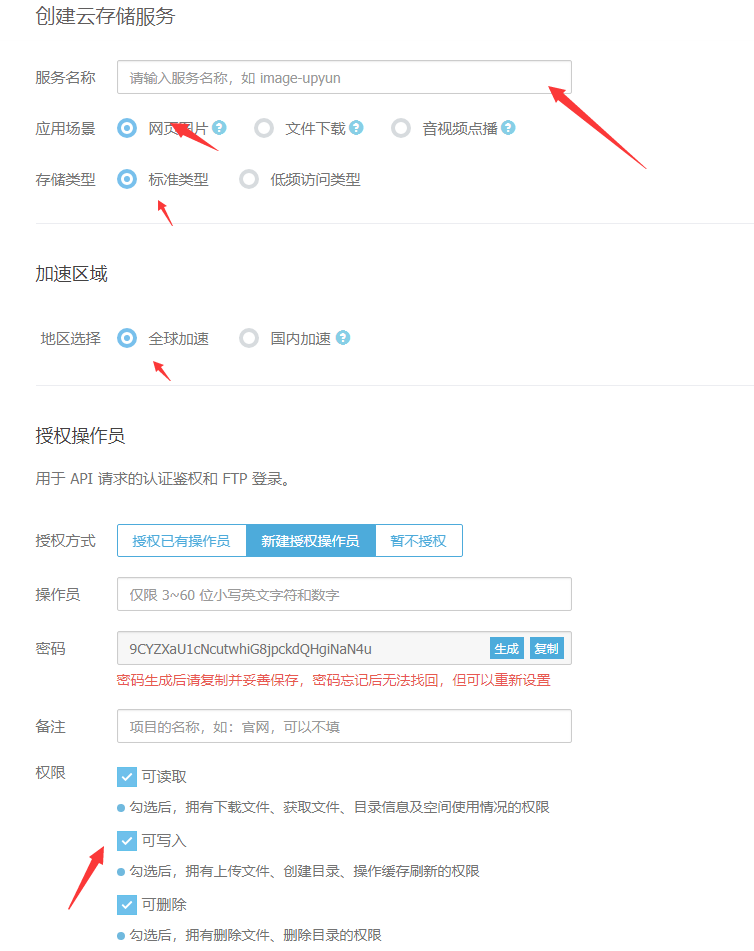 创建云存储服务
服务名称 请输入服务名称，如 image-upyun
应用场景 网页图片 ? 文件下载 ? 音视频点播 ?
存储类型 标准类型 低频访问类型
加速区域
地区选择 全球加速 国内加速 ?
授权操作员
用于 API 请求的认证鉴权和 FTP 登录。
授权方式 授权已有操作员 新建授权操作员 暂不授权
操作员 仅限 3~60 位小写英文字符和数字
密码 9CYZXaU1cNcutwhiG8jpckdQHgiNaN4u 生成 复制
密码生成后请复制并妥善保存，密码忘记后无法找回，但可以重新设置
备注 项目的名称，如：官网，可以不填
权限 可读取
勾选后，拥有下载文件、获取文件、目录信息及空间使用情况的权限
可写入
勾选后，拥有上传文件、创建目录、操作缓存刷新的权限
可删除
勾选后，拥有删除文件、删除目录的权限